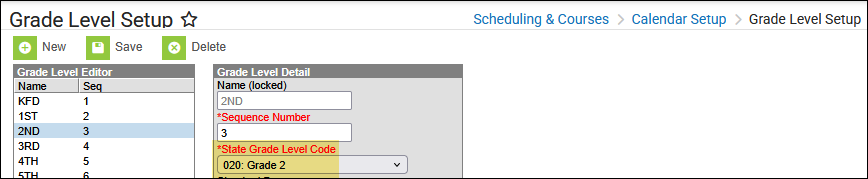 Grade Level Setup ☆
Scheduling & Courses > Calendar Setup > Grade Level Setup
New Save Delete
Grade Level Editor
Name Seq
KFD 1
1ST 2
2ND 3
3RD 4
4TH 5
5TH 6
Grade Level Detail
Name (locked)
2ND
*Sequence Number
3
*State Grade Level Code
020: Grade 2